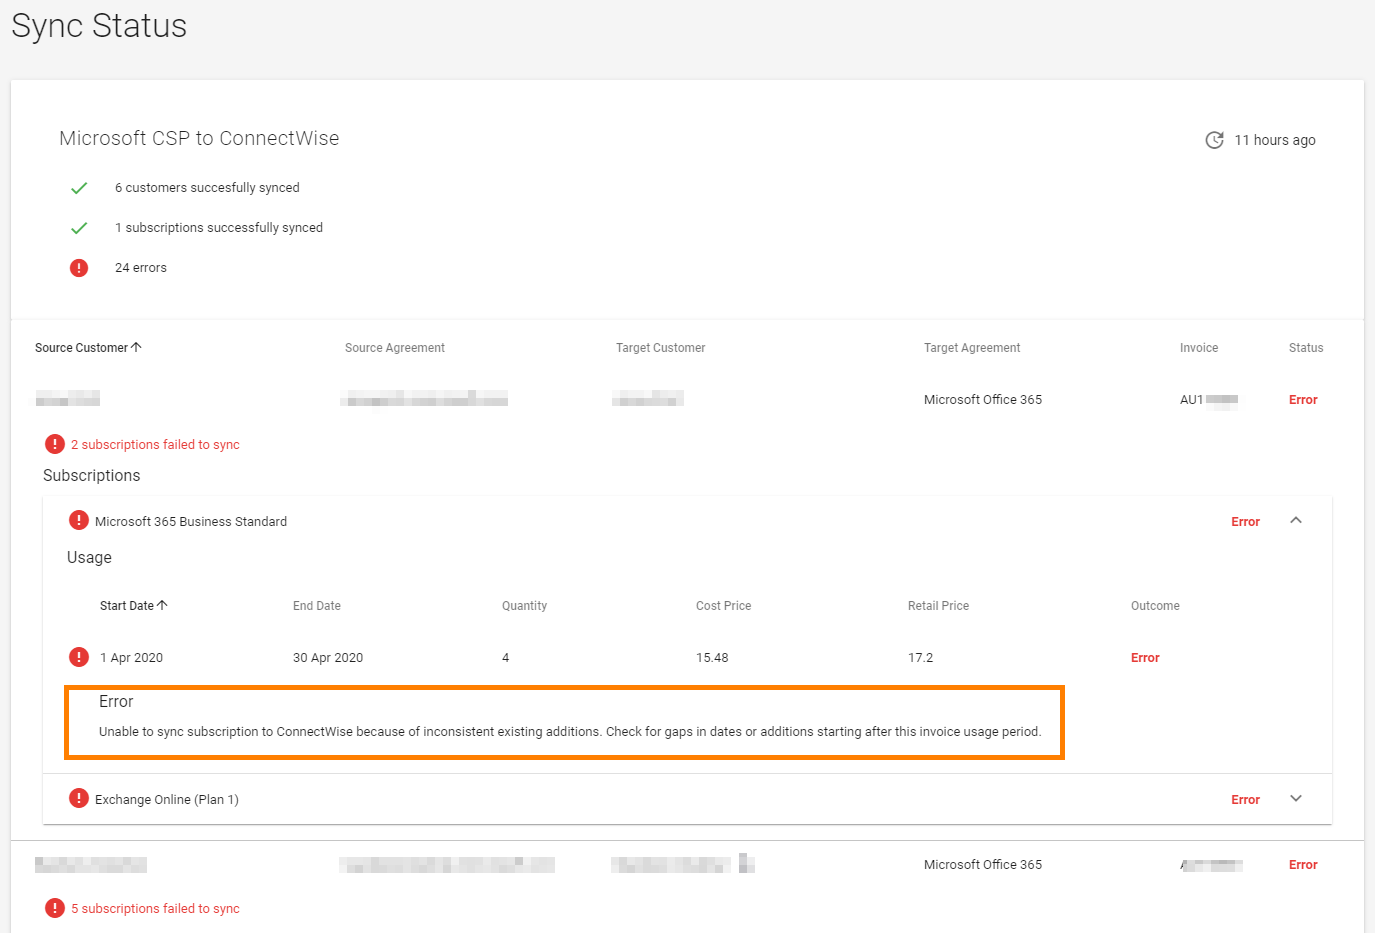 Sync Status
Microsoft CSP to ConnectWise
11 hours ago
6 customers succesfully synced
1 subscriptions successfully synced
24 errors
Source Customer Source Agreement Target Customer Target Agreement Invoice Status
Microsoft Office 365 AU1 Error
2 subscriptions failed to sync
Subscriptions
Microsoft 365 Business Standard Error
Usage
Start Date End Date Quantity Cost Price Retail Price Outcome
1 Apr 2020 30 Apr 2020 4 15.48 17.2 Error
Error
Unable to sync subscription to ConnectWise because of inconsistent existing additions. Check for gaps in dates or additions starting after this invoice usage period.
Exchange Online (Plan 1) Error
Microsoft Office 365 Error
5 subscriptions failed to sync